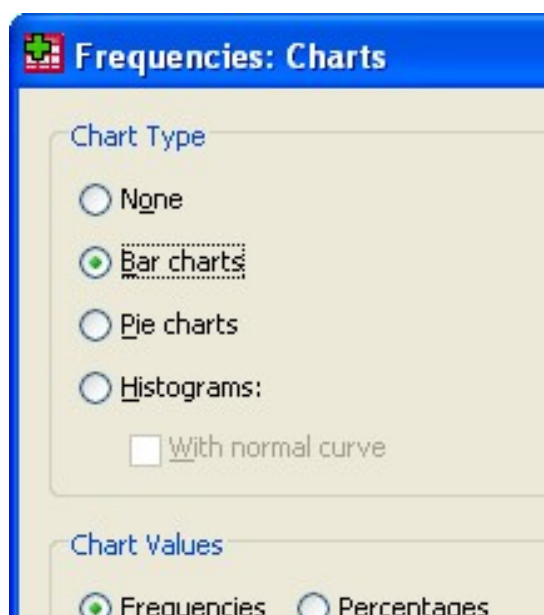 Frequencies: Charts
Chart Type
None
Bar charts
Pie charts
Histograms:
With normal curve
Chart Values
Frequencies Percentages